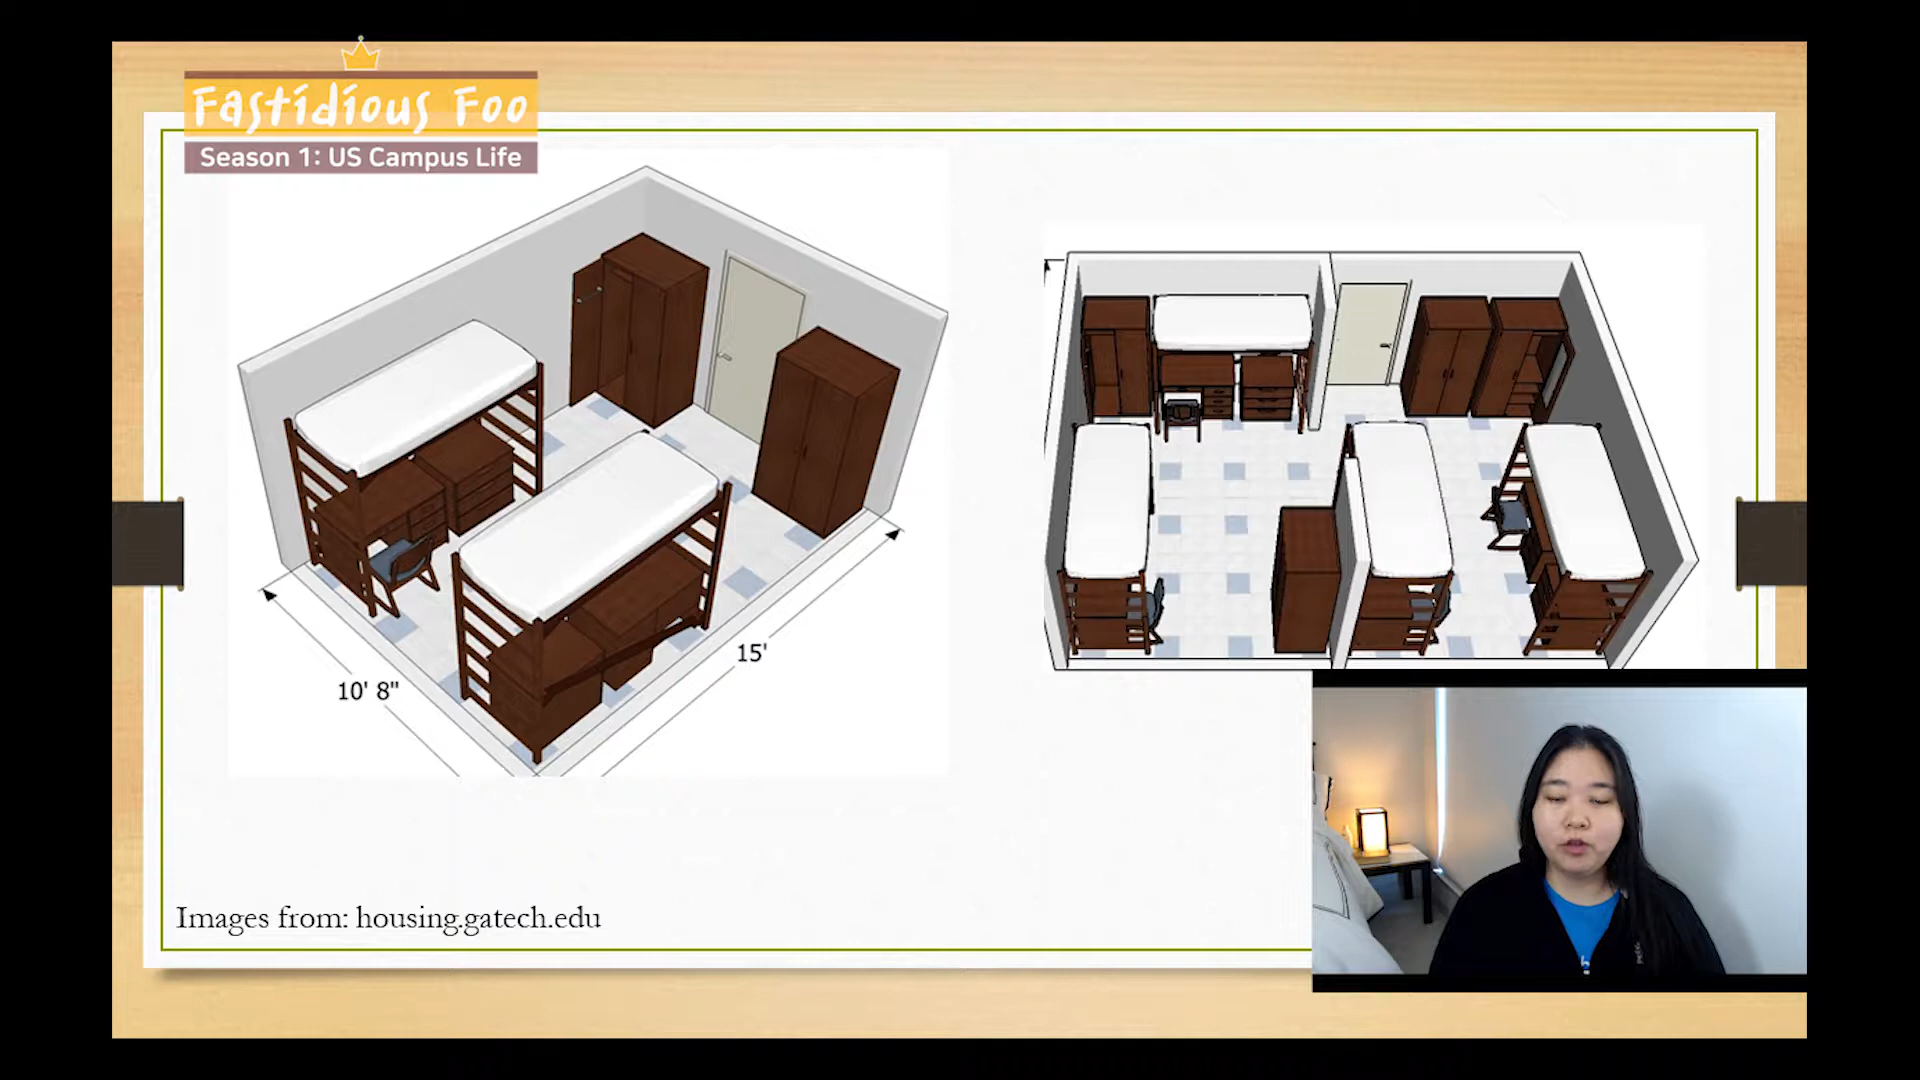 Fastidious Foo
Season 1: US Campus Life
15'
10' 8"
Images from: housing.gatech.edu